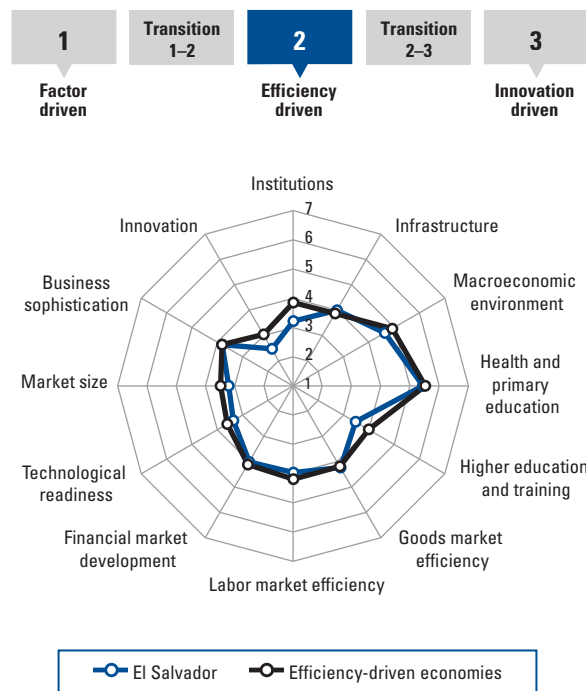 1
Transition
1–2
2
Transition
2–3
3
Factor
driven
Efficiency
driven
Innovation
driven
Institutions
Innovation
Infrastructure
Business
sophistication
Macroeconomic
environment
Market size
Health and
primary
education
Technological
readiness
Higher education
and training
Financial market
development
Goods market
efficiency
Labor market efficiency
7
6
5
4
3
2
1
El Salvador
Efficiency-driven economies